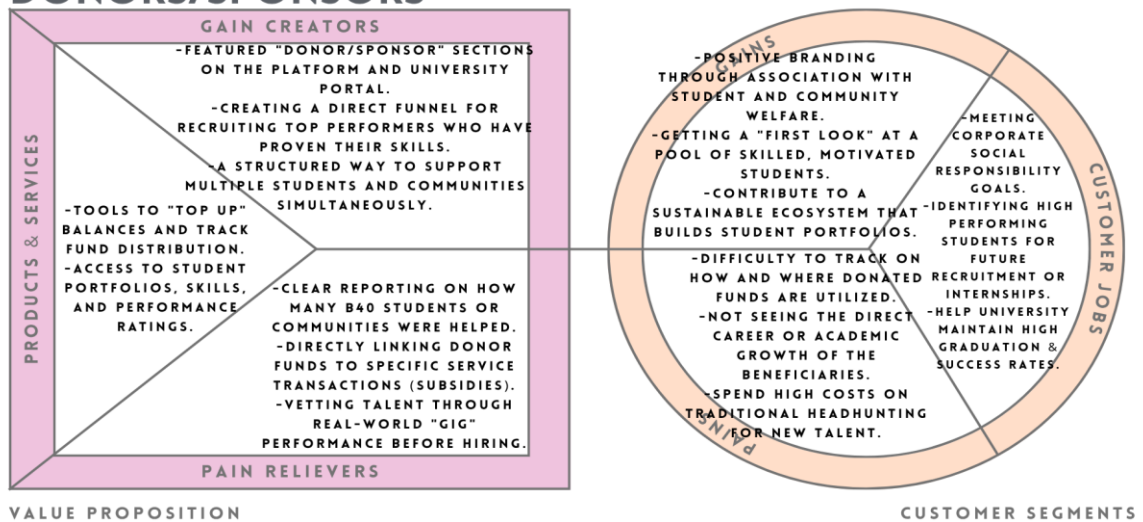 DONORS/SPONSORS
GAIN CREATORS
-FEATURED "DONOR/SPONSOR" SECTIONS
ON THE PLATFORM AND UNIVERSITY
PORTAL.
-CREATING A DIRECT FUNNEL FOR
RECRUITING TOP PERFORMERS WHO HAVE
PROVEN THEIR SKILLS.
-A STRUCTURED WAY TO SUPPORT
MULTIPLE STUDENTS AND COMMUNITIES
SIMULTANEOUSLY.
PRODUCTS & SERVICES
-TOOLS TO "TOP UP"
BALANCES AND TRACK
FUND DISTRIBUTION.
-ACCESS TO STUDENT
PORTFOLIOS, SKILLS,
AND PERFORMANCE
RATINGS.
-CLEAR REPORTING ON HOW
MANY B40 STUDENTS OR
COMMUNITIES WERE HELPED.
-DIRECTLY LINKING DONOR
FUNDS TO SPECIFIC SERVICE
TRANSACTIONS (SUBSIDIES).
-VETTING TALENT THROUGH
REAL-WORLD "GIG"
PERFORMANCE BEFORE HIRING.
PAIN RELIEVERS
VALUE PROPOSITION
GAINS
-POSITIVE BRANDING
THROUGH ASSOCIATION WITH
STUDENT AND COMMUNITY
WELFARE.
-GETTING A "FIRST LOOK" AT A
POOL OF SKILLED, MOTIVATED
STUDENTS.
-CONTRIBUTE TO A
SUSTAINABLE ECOSYSTEM THAT
BUILDS STUDENT PORTFOLIOS.
-DIFFICULTY TO TRACK ON
HOW AND WHERE DONATED
FUNDS ARE UTILIZED.
-NOT SEEING THE DIRECT
CAREER OR ACADEMIC
GROWTH OF THE
BENEFICIARIES.
-SPEND HIGH COSTS ON
TRADITIONAL HEADHUNTING
FOR NEW TALENT.
PAINS
-MEETING
CORPORATE
SOCIAL
RESPONSIBILITY
GOALS.
-IDENTIFYING HIGH
PERFORMING
STUDENTS FOR
FUTURE
RECRUITMENT OR
INTERNSHIPS.
-HELP UNIVERSITY
MAINTAIN HIGH
GRADUATION &
SUCCESS RATES.
CUSTOMER JOBS
CUSTOMER SEGMENTS